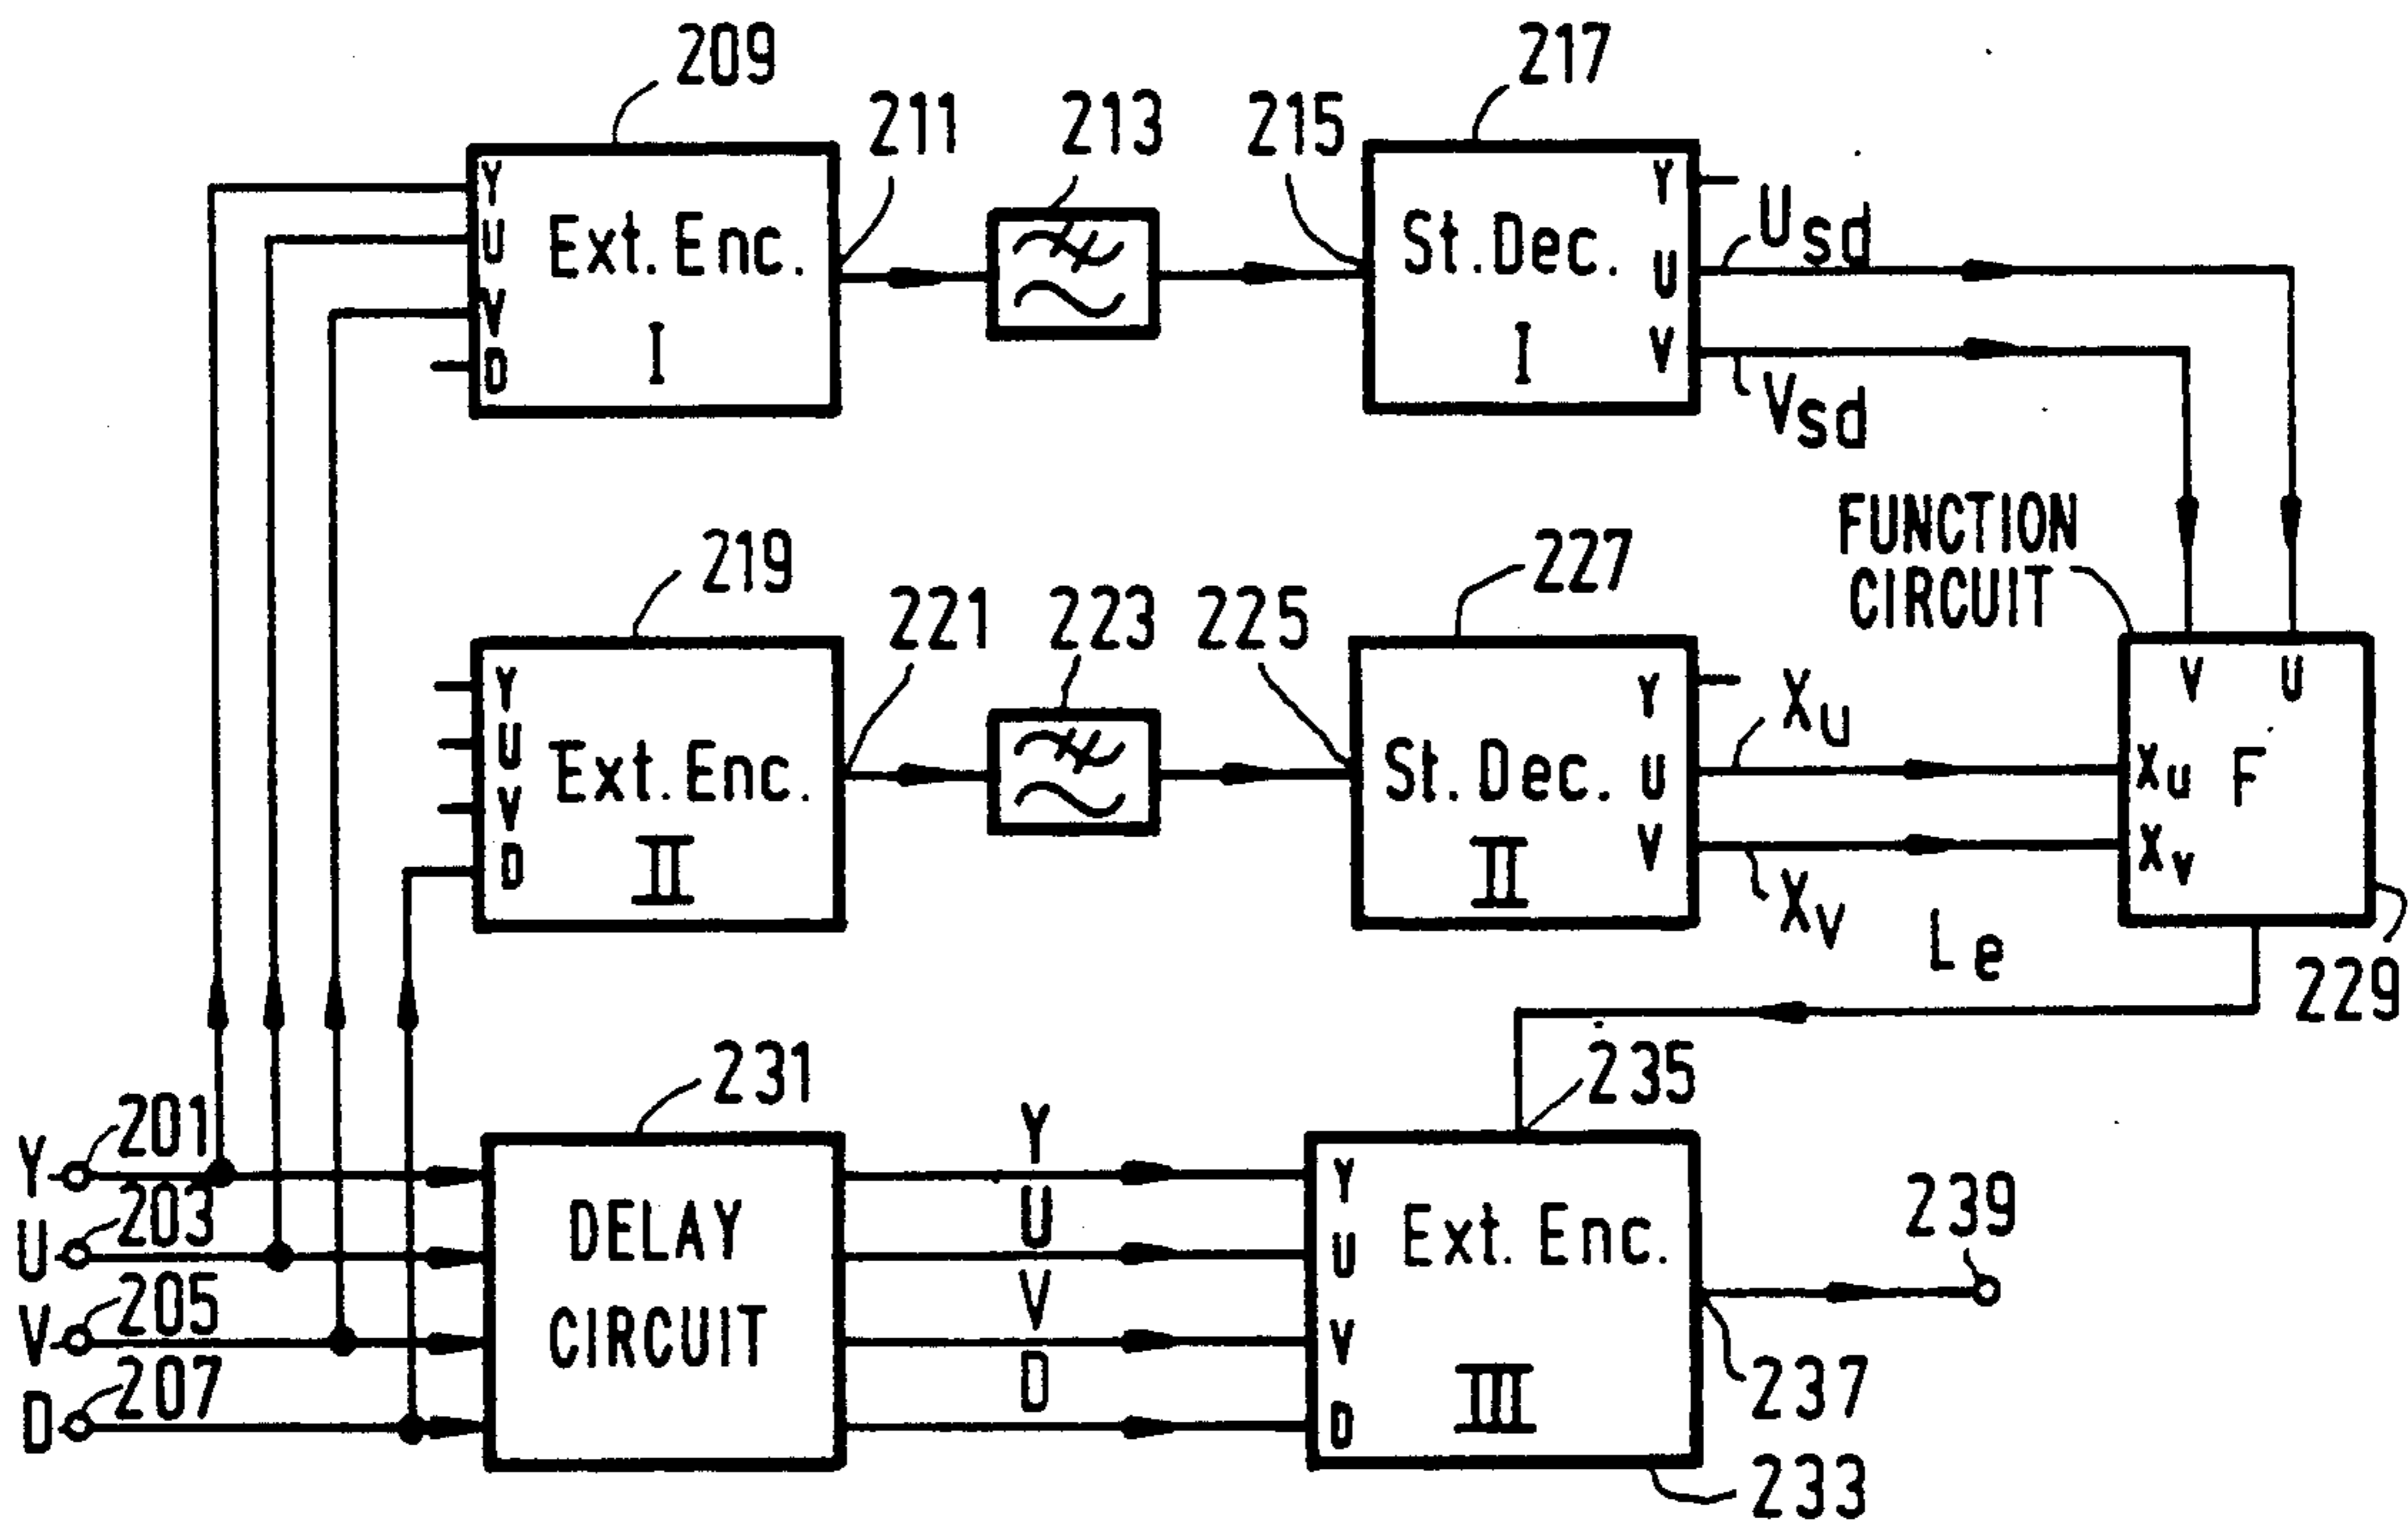 209
211
213
215
217
Y
U
V
D
Ext. Enc.
I
St. Dec.
I
Y
U
V
Usd
Vsd
FUNCTION
CIRCUIT
219
221
223
225
227
Y
U
V
D
Ext. Enc.
II
St. Dec.
II
Y
U
V
Xu
Xv
V U
Xu F
Xv
Le
229
231
235
Y 201
U 203
V 205
D 207
DELAY
CIRCUIT
Y
U
V
D
Y
U
V
D
Ext. Enc.
III
239
237
233